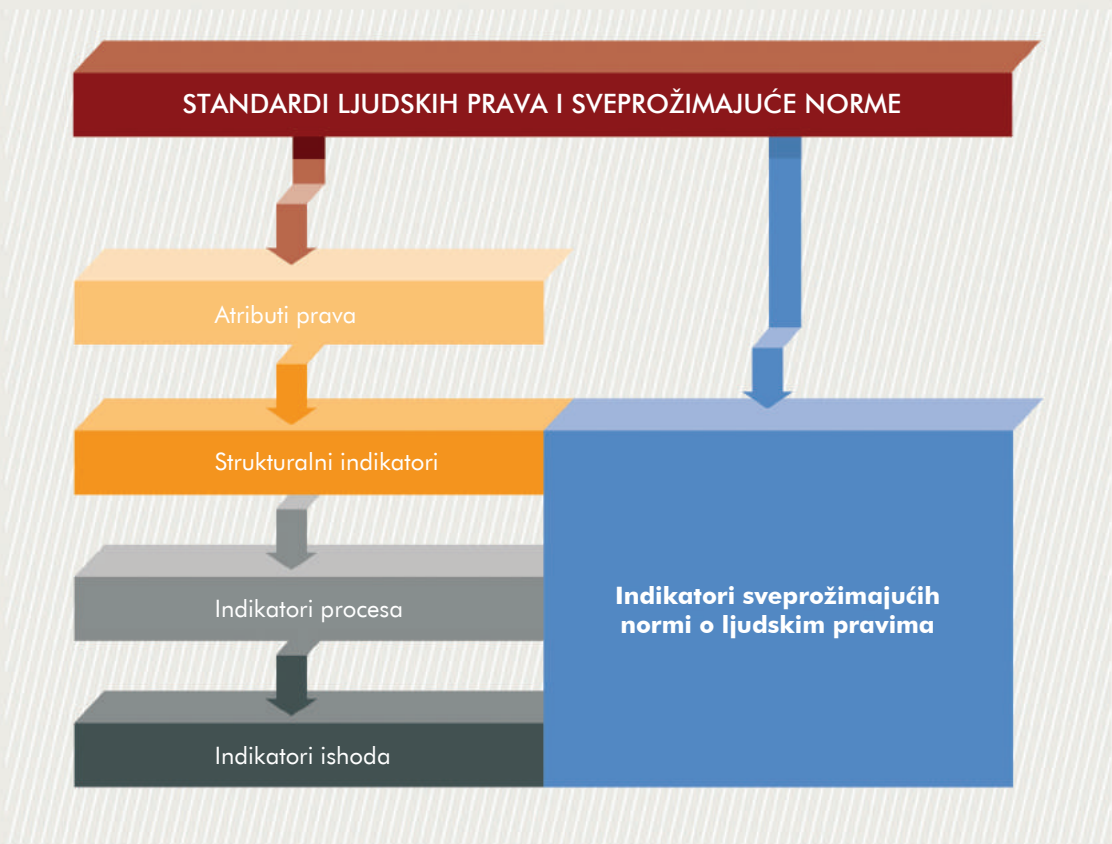 STANDARDI LJUDSKIH PRAVA I SVEPROŽIMAJUĆE NORME
Atributi prava
Strukturalni indikatori
Indikatori procesa
Indikatori ishoda
Indikatori sveprožimajućih
normi o ljudskim pravima